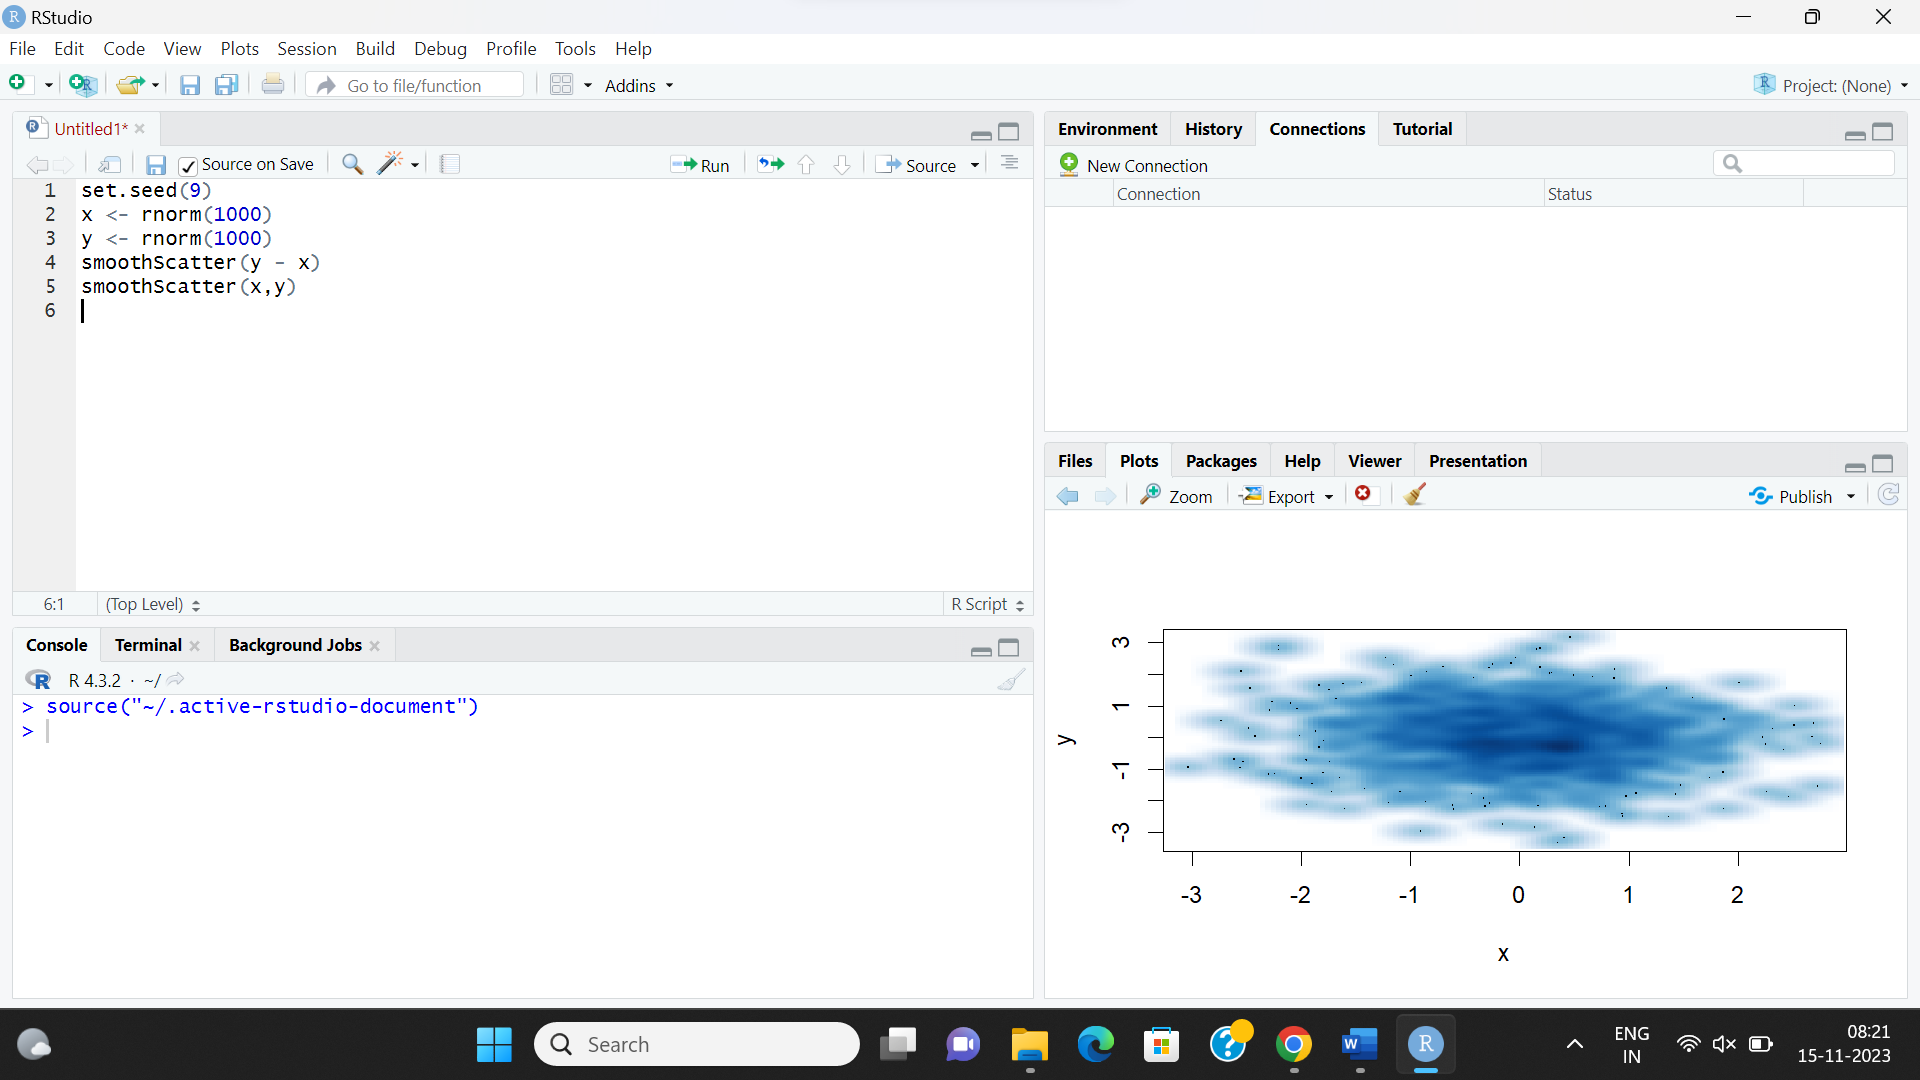 RStudio
File Edit Code View Plots Session Build Debug Profile Tools Help
Go to file/function Addins Project: (None)
Untitled1*
Source on Save Run Source
1 set.seed(9)
2 x <- rnorm(1000)
3 y <- rnorm(1000)
4 smoothScatter(y - x)
5 smoothScatter(x,y)
6
6:1 (Top Level) R Script
Console Terminal Background Jobs
R 4.3.2 · ~/
> source("~/.active-rstudio-document")
>
Environment History Connections Tutorial
New Connection
Connection Status
Files Plots Packages Help Viewer Presentation
Zoom Export Publish
3
1
-1
-3
y
-3 -2 -1 0 1 2
x
Search
ENG
IN
08:21
15-11-2023